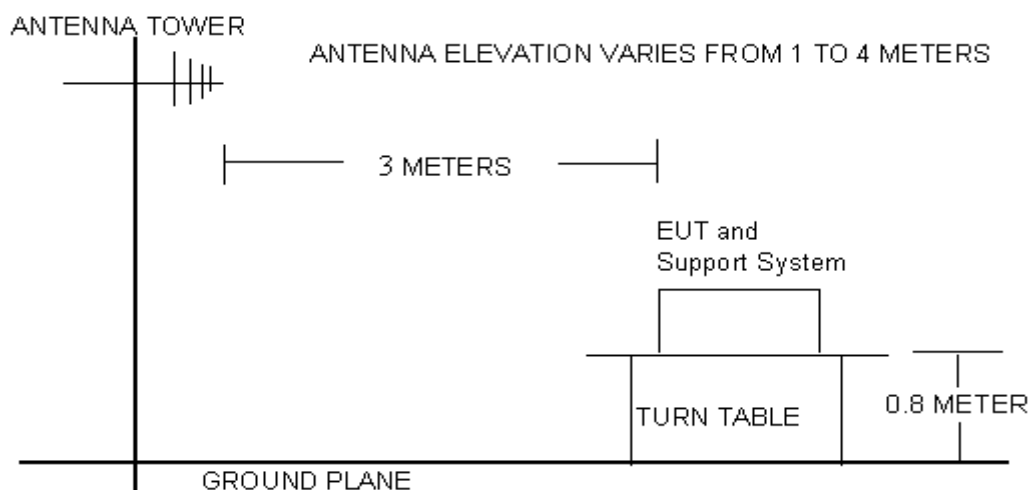 ANTENNA TOWER
ANTENNA ELEVATION VARIES FROM 1 TO 4 METERS
3 METERS
EUT and
Support System
TURN TABLE
0.8 METER
GROUND PLANE